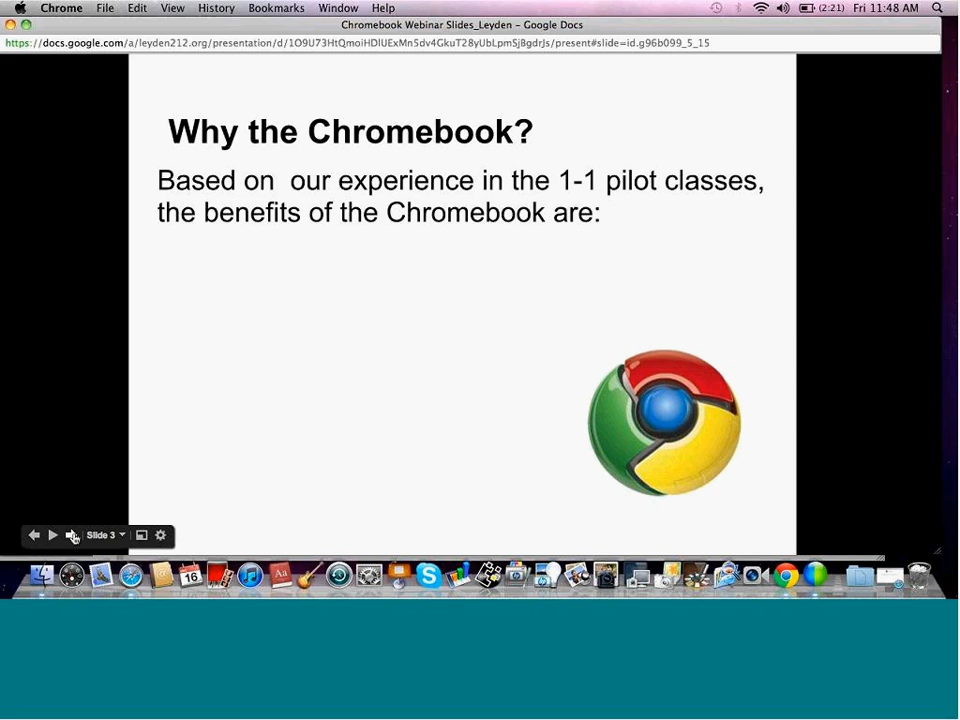 Chrome File Edit View History Bookmarks Window Help (2:21) Fri 11:48 AM
Chromebook Webinar Slides_Leyden - Google Docs
https://docs.google.com/a/leyden212.org/presentation/d/1O9U73HtQmoiHDlUExMn5dv4GkuT28yUbLpmSj8gdrJs/present#slide=id.g96b099_5_15
Why the Chromebook?
Based on our experience in the 1-1 pilot classes,
the benefits of the Chromebook are:
Slide 3
16
Aa